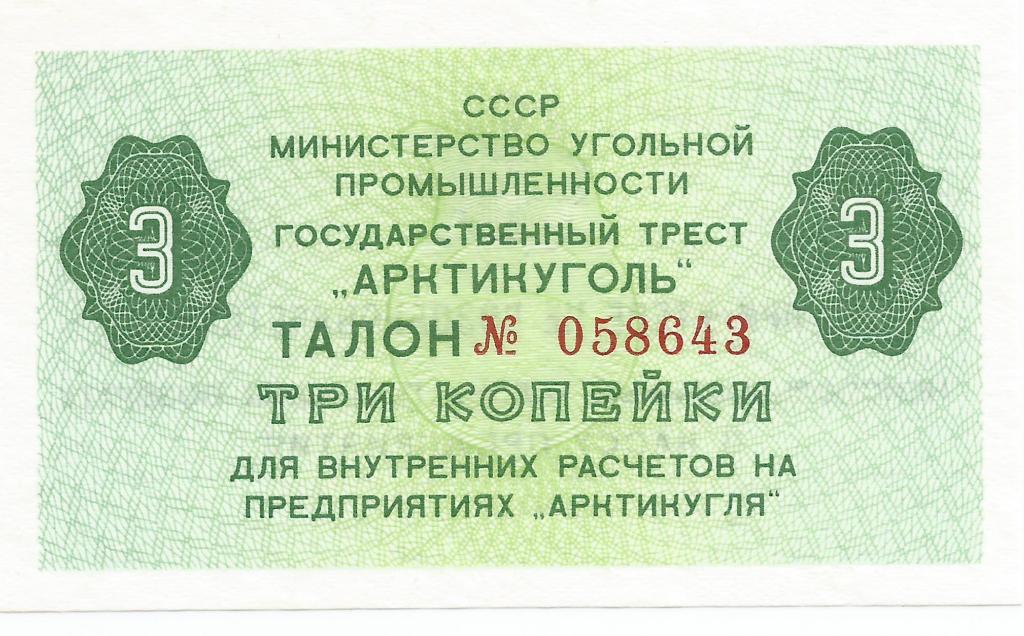 СССР
МИНИСТЕРСТВО УГОЛЬНОЙ
ПРОМЫШЛЕННОСТИ
ГОСУДАРСТВЕННЫЙ ТРЕСТ
„АРКТИКУГОЛЬ“
3
3
ТАЛОН № 058643
ТРИ КОПЕЙКИ
ДЛЯ ВНУТРЕННИХ РАСЧЕТОВ НА
ПРЕДПРИЯТИЯХ „АРКТИКУГЛЯ“